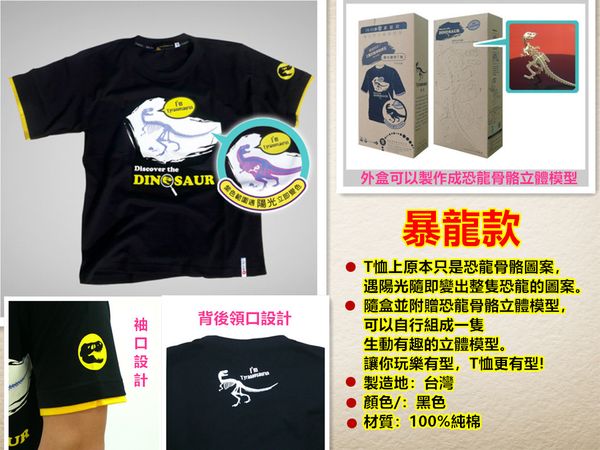 I'm
Tyrannosaurus
Discover the
DINOSAUR
I'm
Tyrannosaurus
紫色範圍遇陽光立即變色
DINOSAUR
外盒可以製作成恐龍骨骼立體模型
暴龍款
T恤上原本只是恐龍骨骼圖案，
遇陽光隨即變出整隻恐龍的圖案。
隨盒並附贈恐龍骨骼立體模型，
可以自行組成一隻
生動有趣的立體模型。
讓你玩樂有型，T恤更有型!
製造地：台灣
顏色/：黑色
材質：100%純棉
袖口設計
SAUR
背後領口設計
I'm
Tyrannosaurus